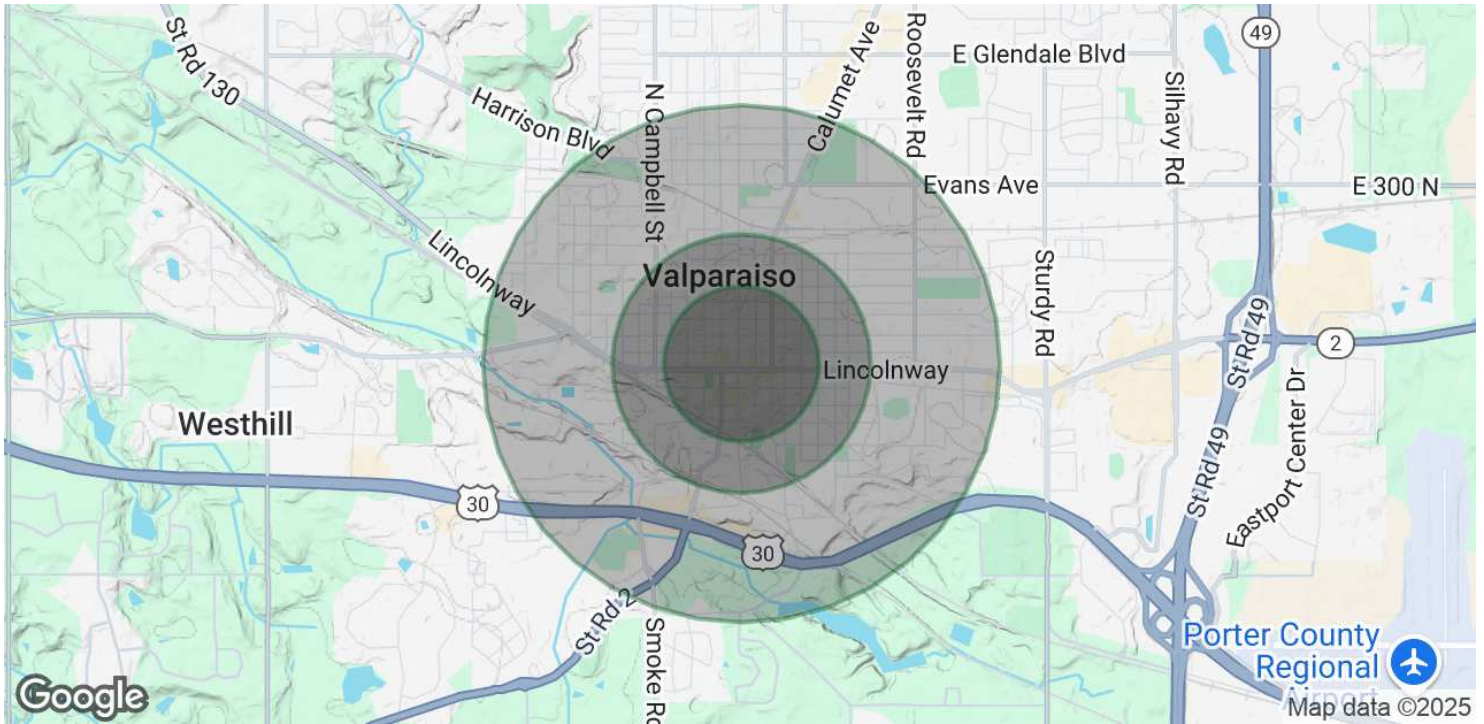 St Rd 130
Harrison Blvd
N Campbell St
Calumet Ave
Roosevelt Rd
E Glendale Blvd
Silhavy Rd
49
Evans Ave
E 300 N
Lincolnway
Valparaiso
Sturdy Rd
St Rd 49
2
Lincolnway
Westhill
Eastport Center Dr
St Rd 49
30
30
St Rd 2
Smoke Rd
Porter County
Regional
Airport
Google
Map data ©2025